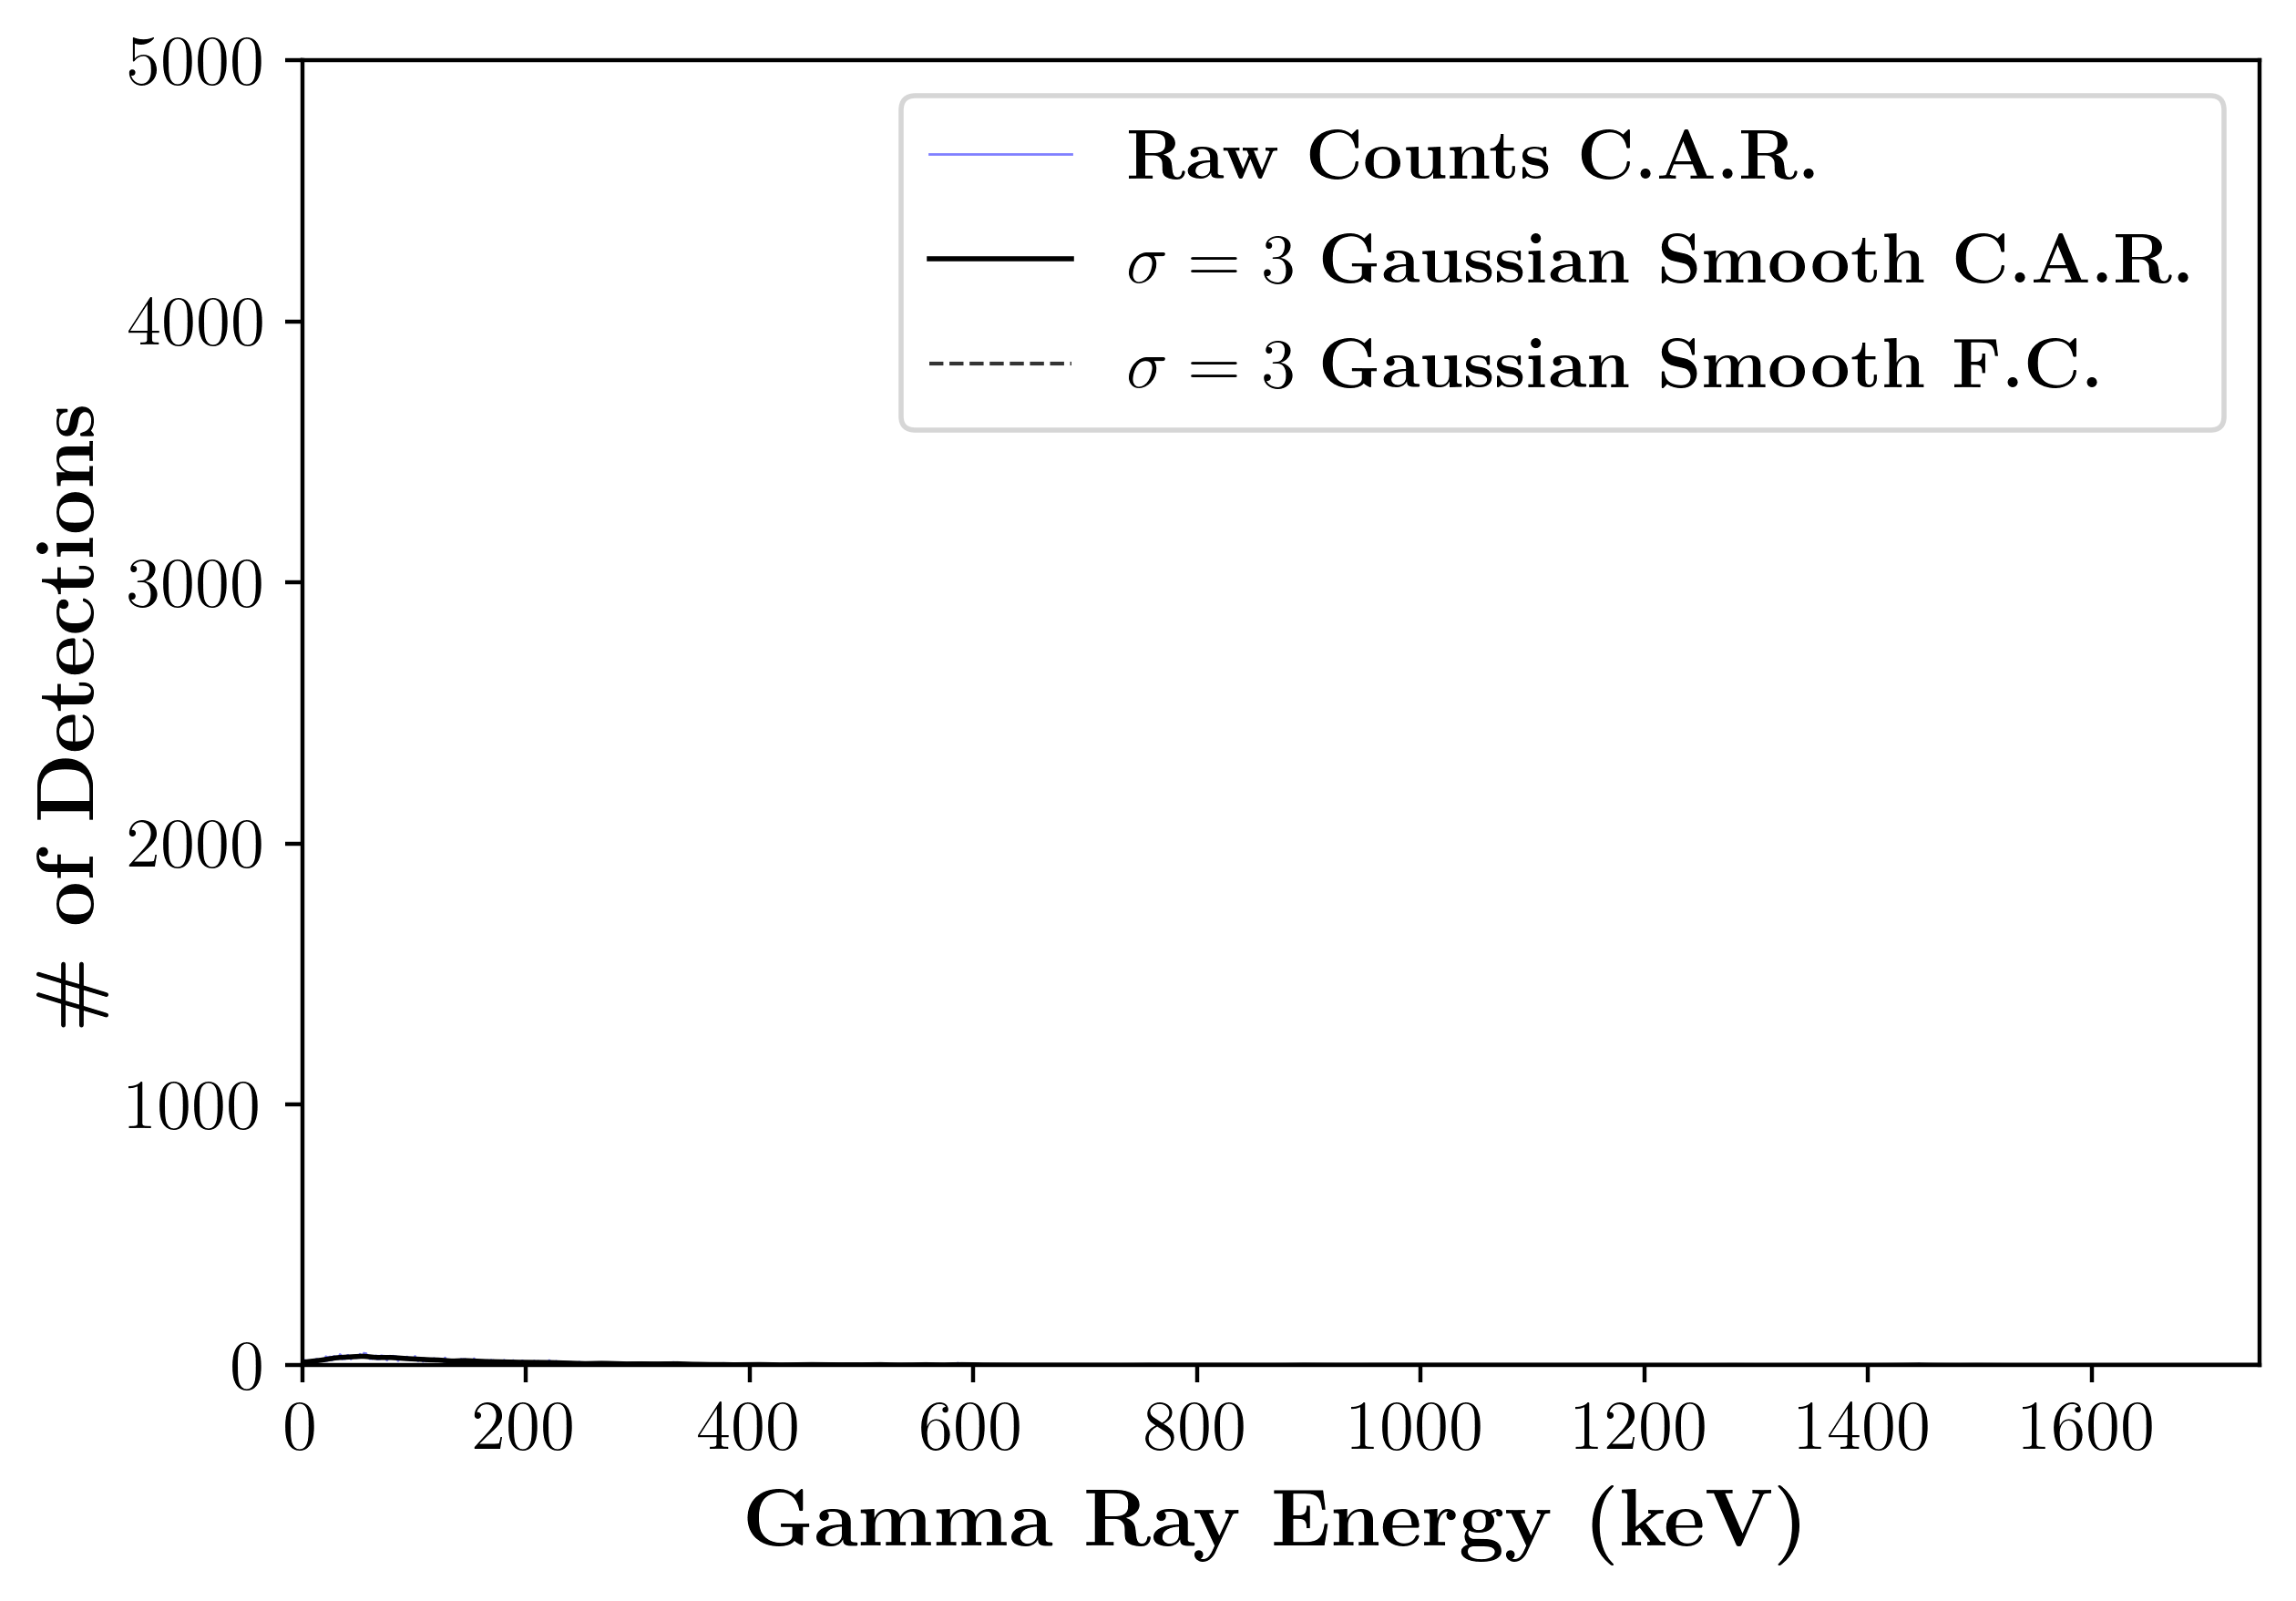 5000
4000
3000
2000
1000
0
# of Detections
Raw Counts C.A.R.
σ = 3 Gaussian Smooth C.A.R.
σ = 3 Gaussian Smooth F.C.
0 200 400 600 800 1000 1200 1400 1600
Gamma Ray Energy (keV)